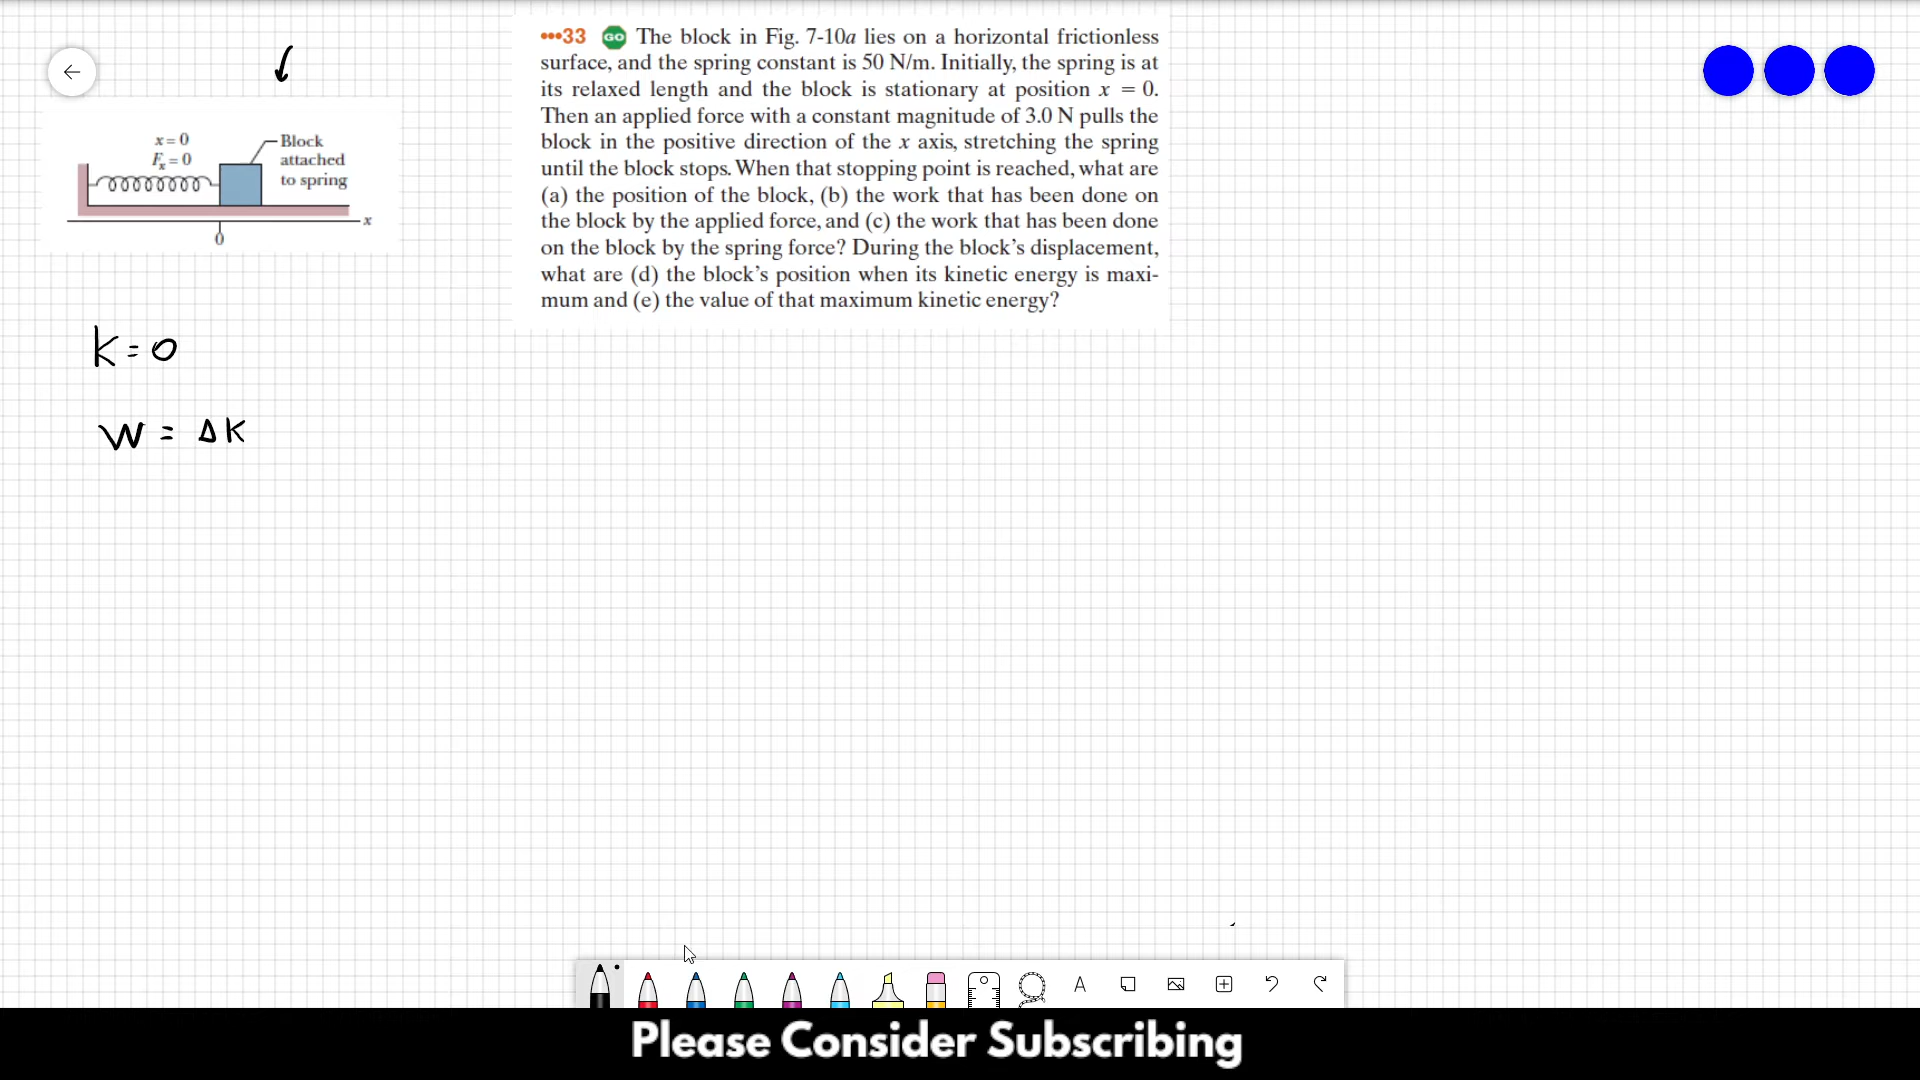 •••33 GO The block in Fig. 7-10a lies on a horizontal frictionless
surface, and the spring constant is 50 N/m. Initially, the spring is at
its relaxed length and the block is stationary at position x = 0.
Then an applied force with a constant magnitude of 3.0 N pulls the
block in the positive direction of the x axis, stretching the spring
until the block stops. When that stopping point is reached, what are
(a) the position of the block, (b) the work that has been done on
the block by the applied force, and (c) the work that has been done
on the block by the spring force? During the block's displacement,
what are (d) the block's position when its kinetic energy is maxi-
mum and (e) the value of that maximum kinetic energy?
x = 0
Fx = 0
Block
attached
to spring
x
0
K = 0
W = ΔK
A
Please Consider Subscribing